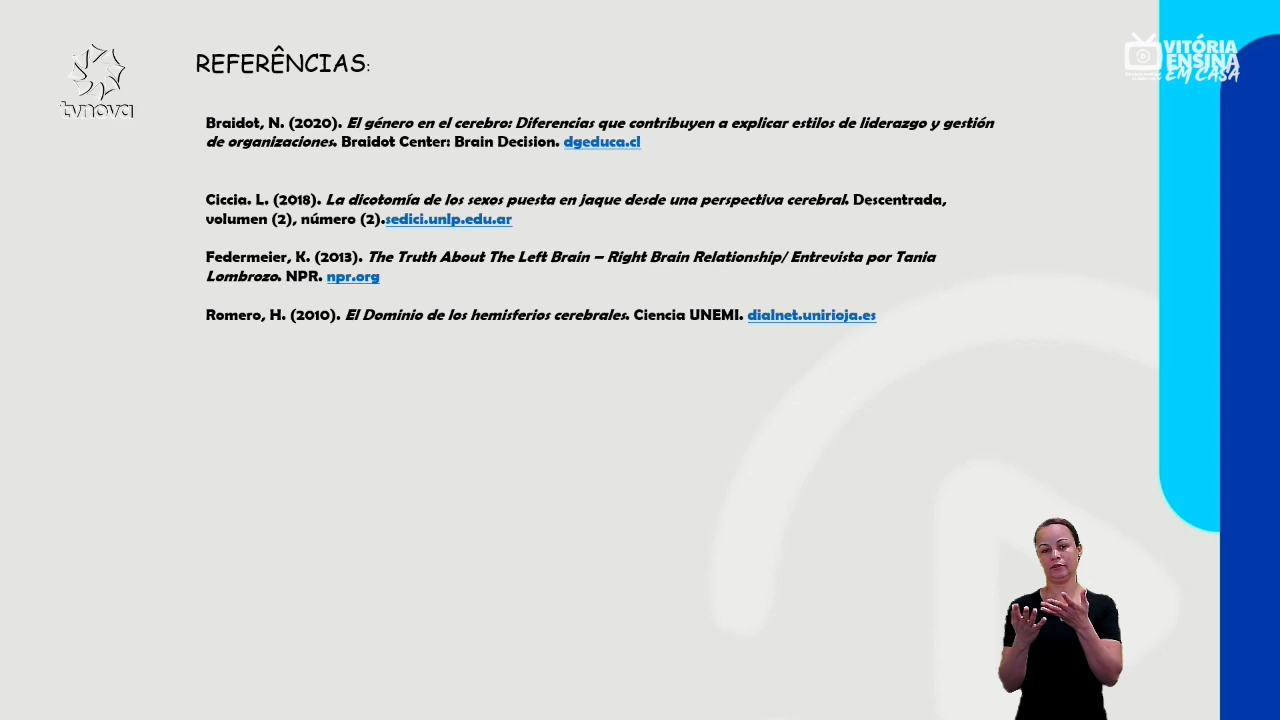 tvnova
REFERÊNCIAS:
VITÓRIA
ENSINA
EM CASA
Braidot, N. (2020). El género en el cerebro: Diferencias que contribuyen a explicar estilos de liderazgo y gestión
de organizaciones. Braidot Center: Brain Decision. dgeduca.cl
Ciccia. L. (2018). La dicotomía de los sexos puesta en jaque desde una perspectiva cerebral. Descentrada,
volumen (2), número (2).sedici.unlp.edu.ar
Federmeier, K. (2013). The Truth About The Left Brain – Right Brain Relationship/ Entrevista por Tania
Lombrozo. NPR. npr.org
Romero, H. (2010). El Dominio de los hemisferios cerebrales. Ciencia UNEMI. dialnet.unirioja.es